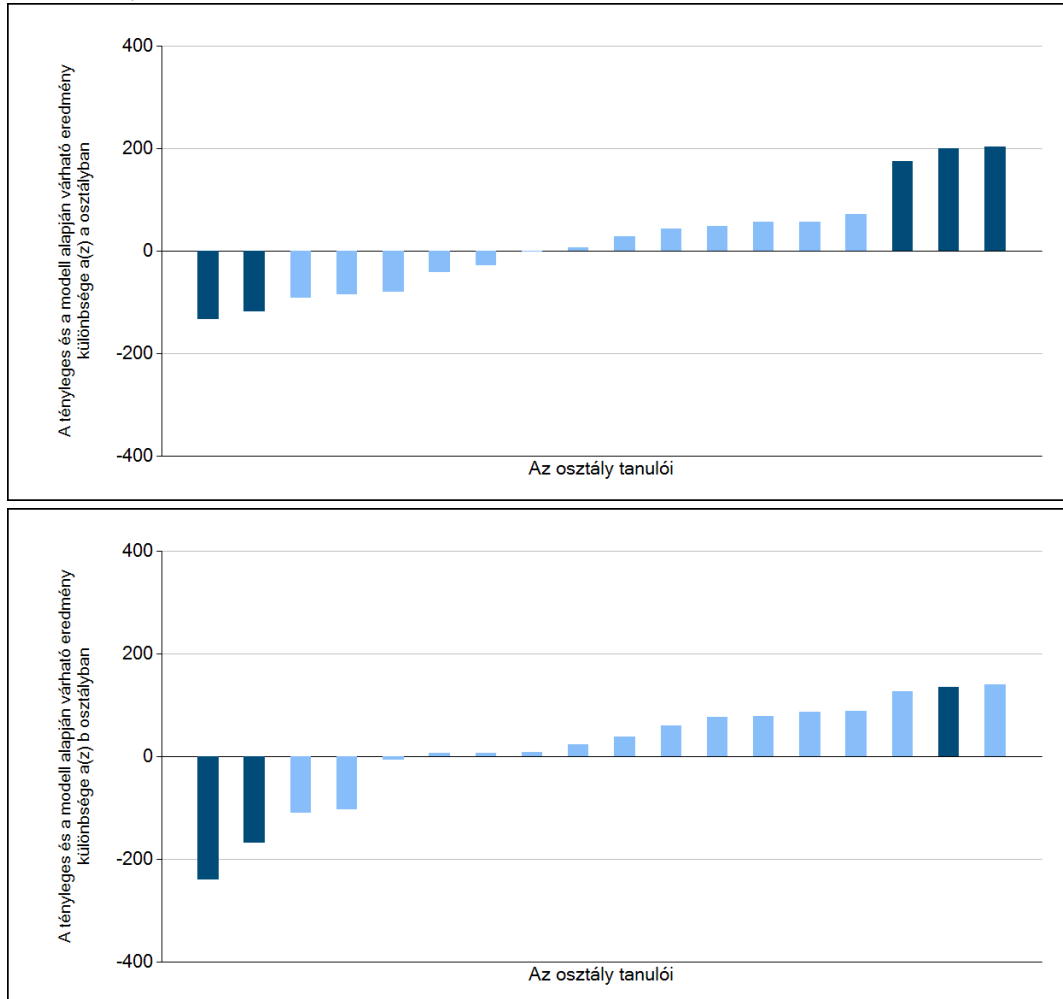 A tényleges és a modell alapján várható eredmény
különbsége a(z) a osztályban
400
200
0
-200
-400
Az osztály tanulói
A tényleges és a modell alapján várható eredmény
különbsége a(z) b osztályban
400
200
0
-200
-400
Az osztály tanulói